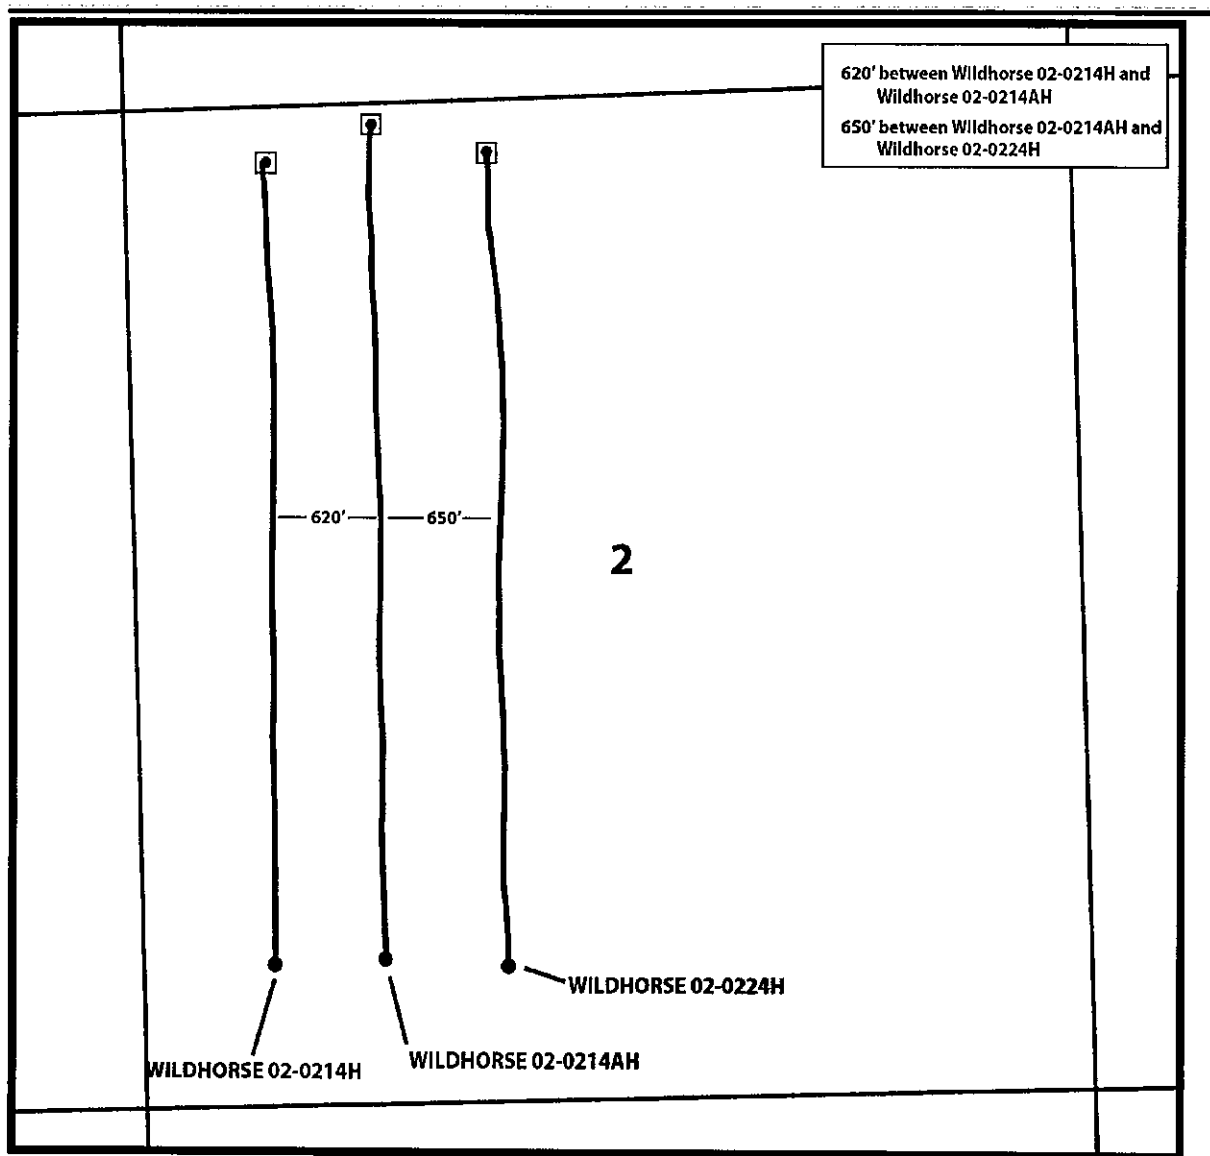 620' between Wildhorse 02-0214H and
Wildhorse 02-0214AH
650' between Wildhorse 02-0214AH and
Wildhorse 02-0224H
620'
650'
2
WILDHORSE 02-0224H
WILDHORSE 02-0214AH
WILDHORSE 02-0214H